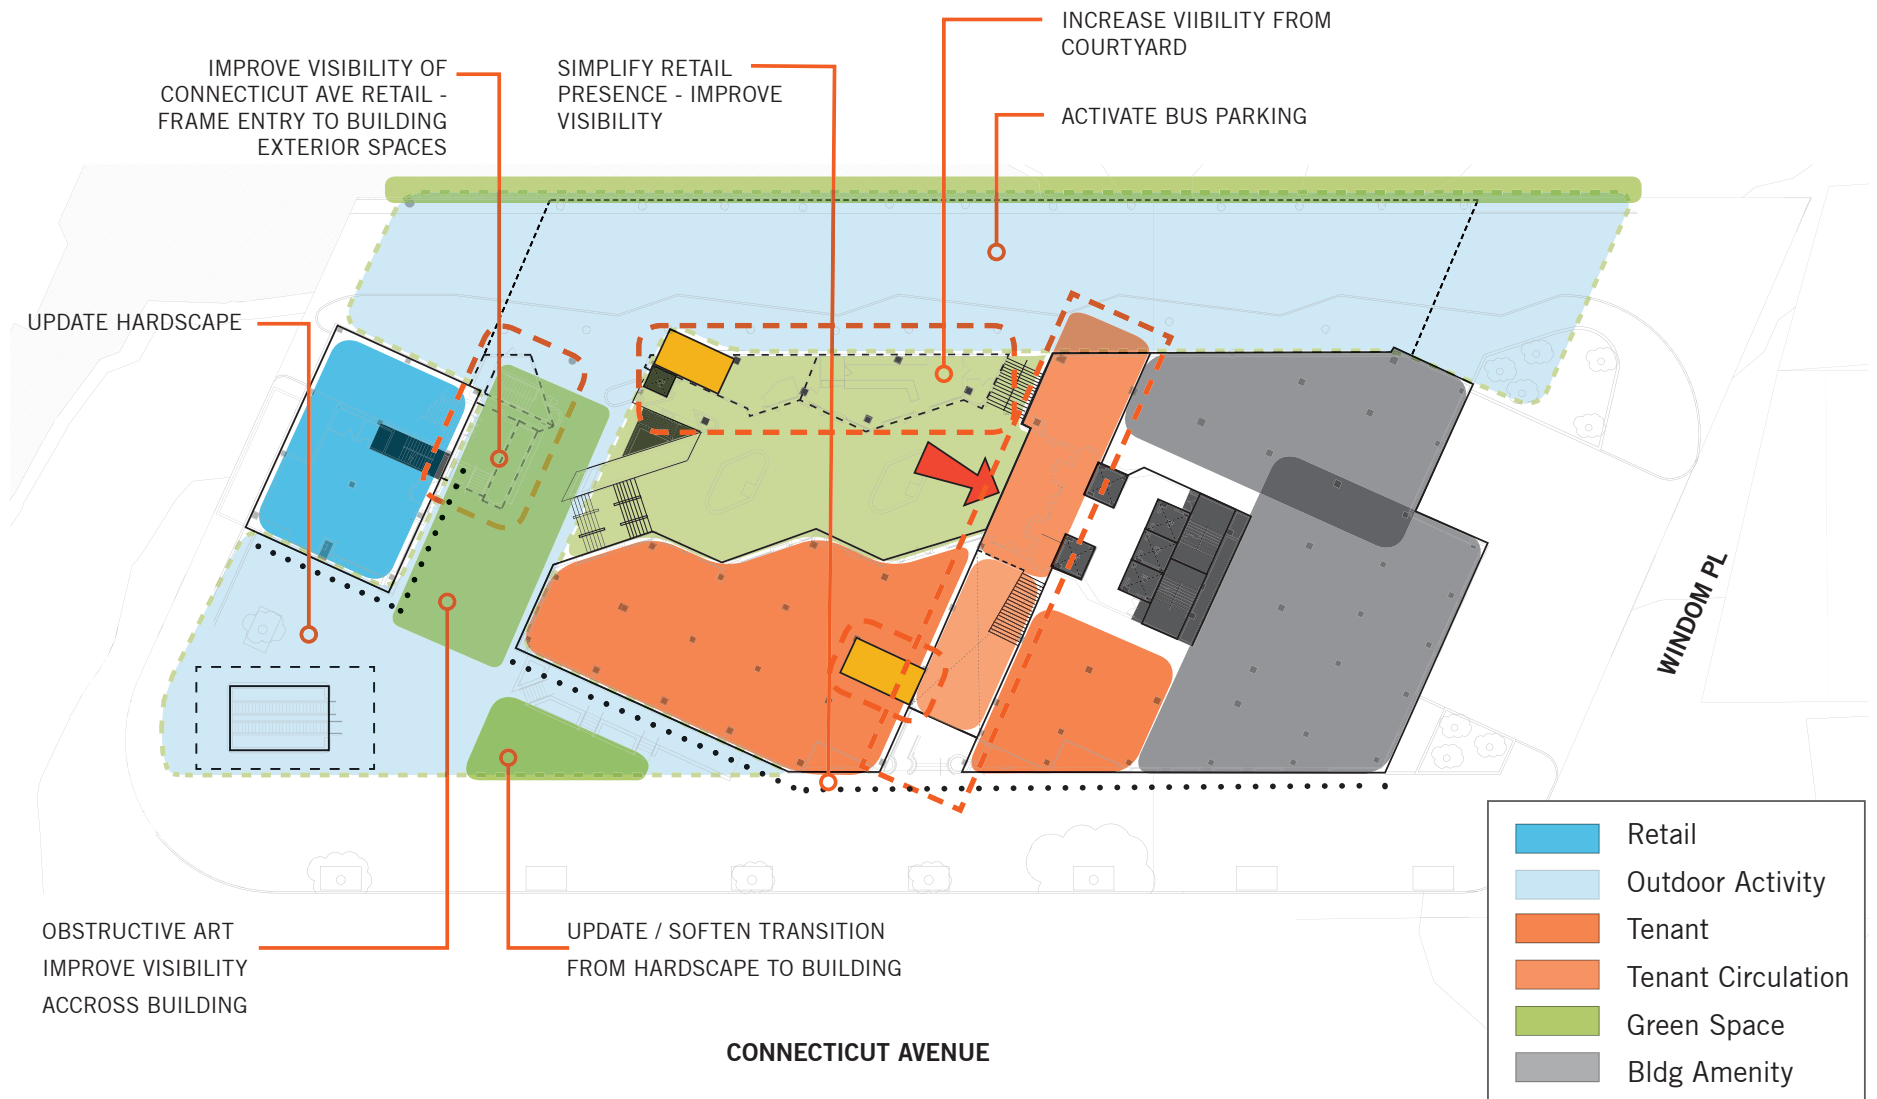 INCREASE VIIBILITY FROM
COURTYARD
IMPROVE VISIBILITY OF
CONNECTICUT AVE RETAIL -
FRAME ENTRY TO BUILDING
EXTERIOR SPACES
SIMPLIFY RETAIL
PRESENCE - IMPROVE
VISIBILITY
ACTIVATE BUS PARKING
UPDATE HARDSCAPE
WINDOM PL
OBSTRUCTIVE ART
IMPROVE VISIBILITY
ACCROSS BUILDING
UPDATE / SOFTEN TRANSITION
FROM HARDSCAPE TO BUILDING
CONNECTICUT AVENUE
Retail
Outdoor Activity
Tenant
Tenant Circulation
Green Space
Bldg Amenity